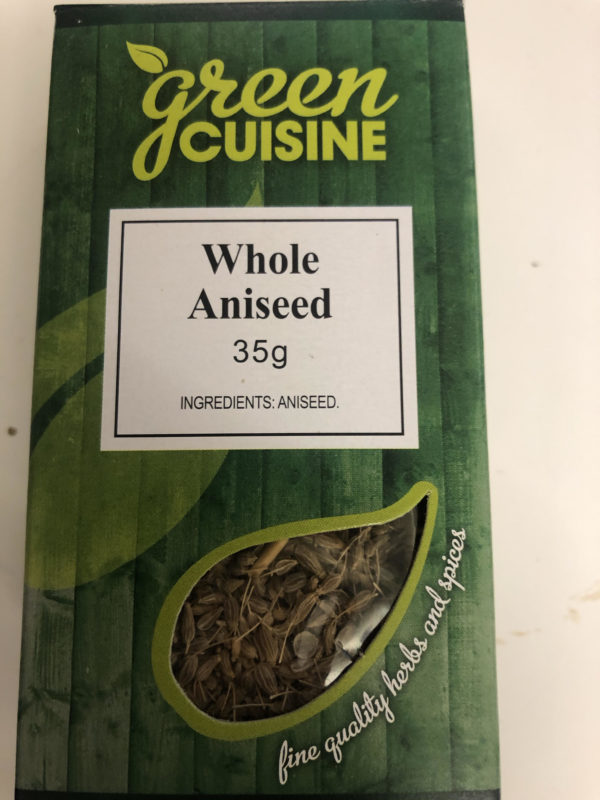 green
CUISINE
Whole
Aniseed
35g
INGREDIENTS: ANISEED.
fine quality herbs and spices